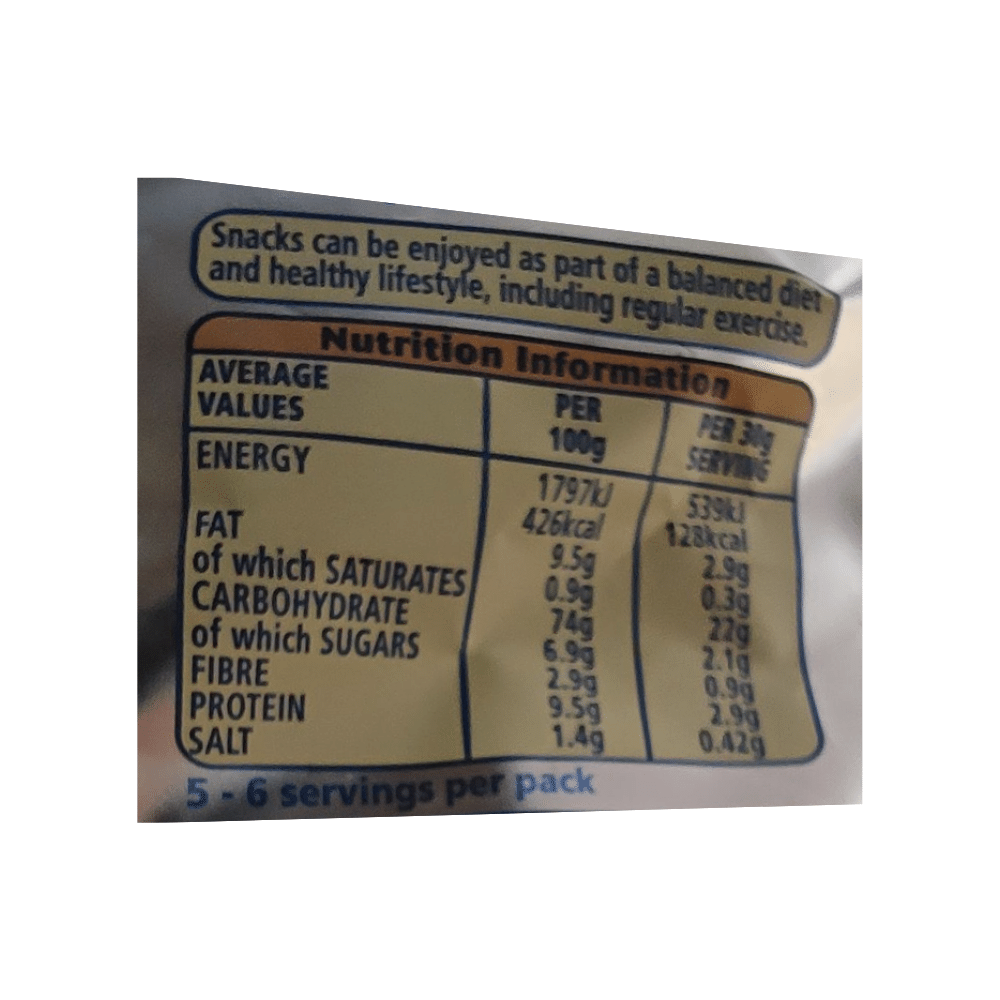 Snacks can be enjoyed as part of a balanced diet
and healthy lifestyle, including regular exercise.
Nutrition Information
AVERAGE VALUES PER 100g PER 30g SERVING
ENERGY 1797kJ 539kJ
426kcal 128kcal
FAT 9.5g 2.9g
of which SATURATES 0.9g 0.3g
CARBOHYDRATE 74g 22g
of which SUGARS 6.9g 2.1g
FIBRE 2.9g 0.9g
PROTEIN 9.5g 2.9g
SALT 1.4g 0.42g
5 - 6 servings per pack